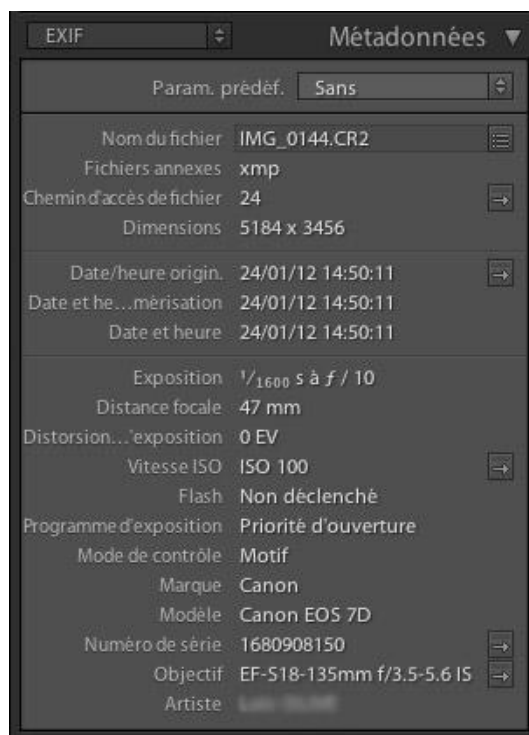 EXIF Métadonnées
Param. prédéf. Sans
Nom du fichier IMG_0144.CR2
Fichiers annexes xmp
Chemin d'accès de fichier 24
Dimensions 5184 x 3456
Date/heure origin. 24/01/12 14:50:11
Date et he…mérisation 24/01/12 14:50:11
Date et heure 24/01/12 14:50:11
Exposition 1/1600 s à ƒ / 10
Distance focale 47 mm
Distorsion…'exposition 0 EV
Vitesse ISO ISO 100
Flash Non déclenché
Programme d'exposition Priorité d'ouverture
Mode de contrôle Motif
Marque Canon
Modèle Canon EOS 7D
Numéro de série 1680908150
Objectif EF-S18-135mm f/3.5-5.6 IS
Artiste